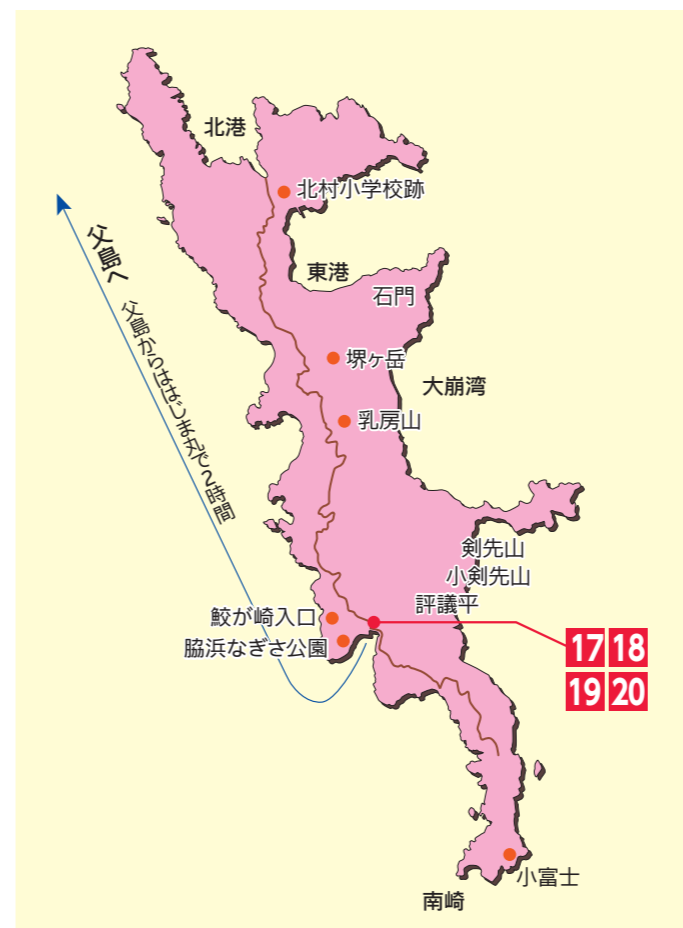 北港
北村小学校跡
父島へ
父島からははじま丸で2時間
東港
石門
堺ヶ岳
大崩湾
乳房山
剣先山
小剣先山
評議平
鮫が崎入口
脇浜なぎさ公園
17 18
19 20
小富士
南崎